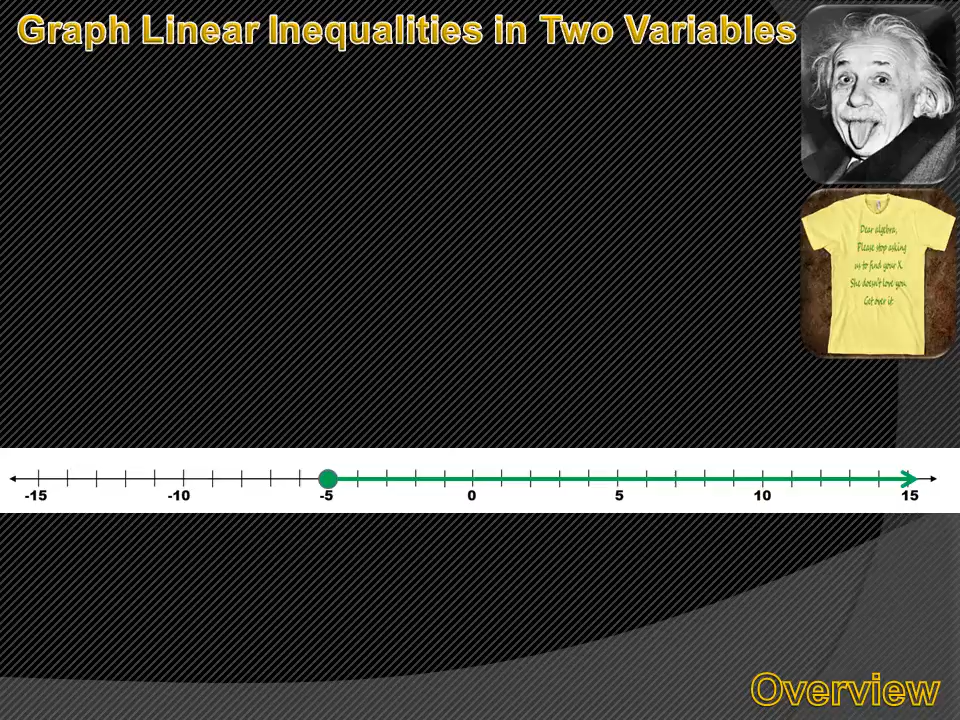 Graph Linear Inequalities in Two Variables
Dear algebra,
Please stop asking
us to find your X.
She doesn't love you.
Get over it.
-15 -10 -5 0 5 10 15
Overview